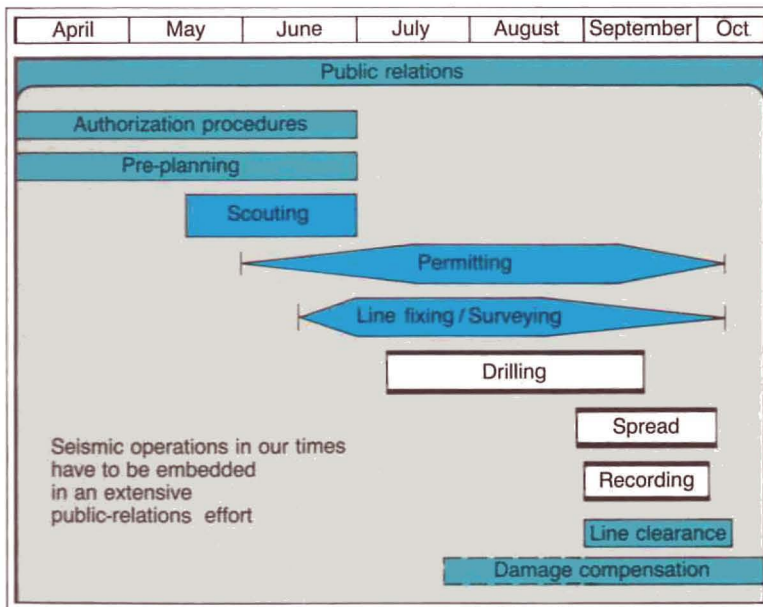 April May June July August September Oct.
Public relations
Authorization procedures
Pre-planning
Scouting
Permitting
Line fixing / Surveying
Drilling
Spread
Recording
Line clearance
Damage compensation
Seismic operations in our times
have to be embedded
in an extensive
public-relations effort